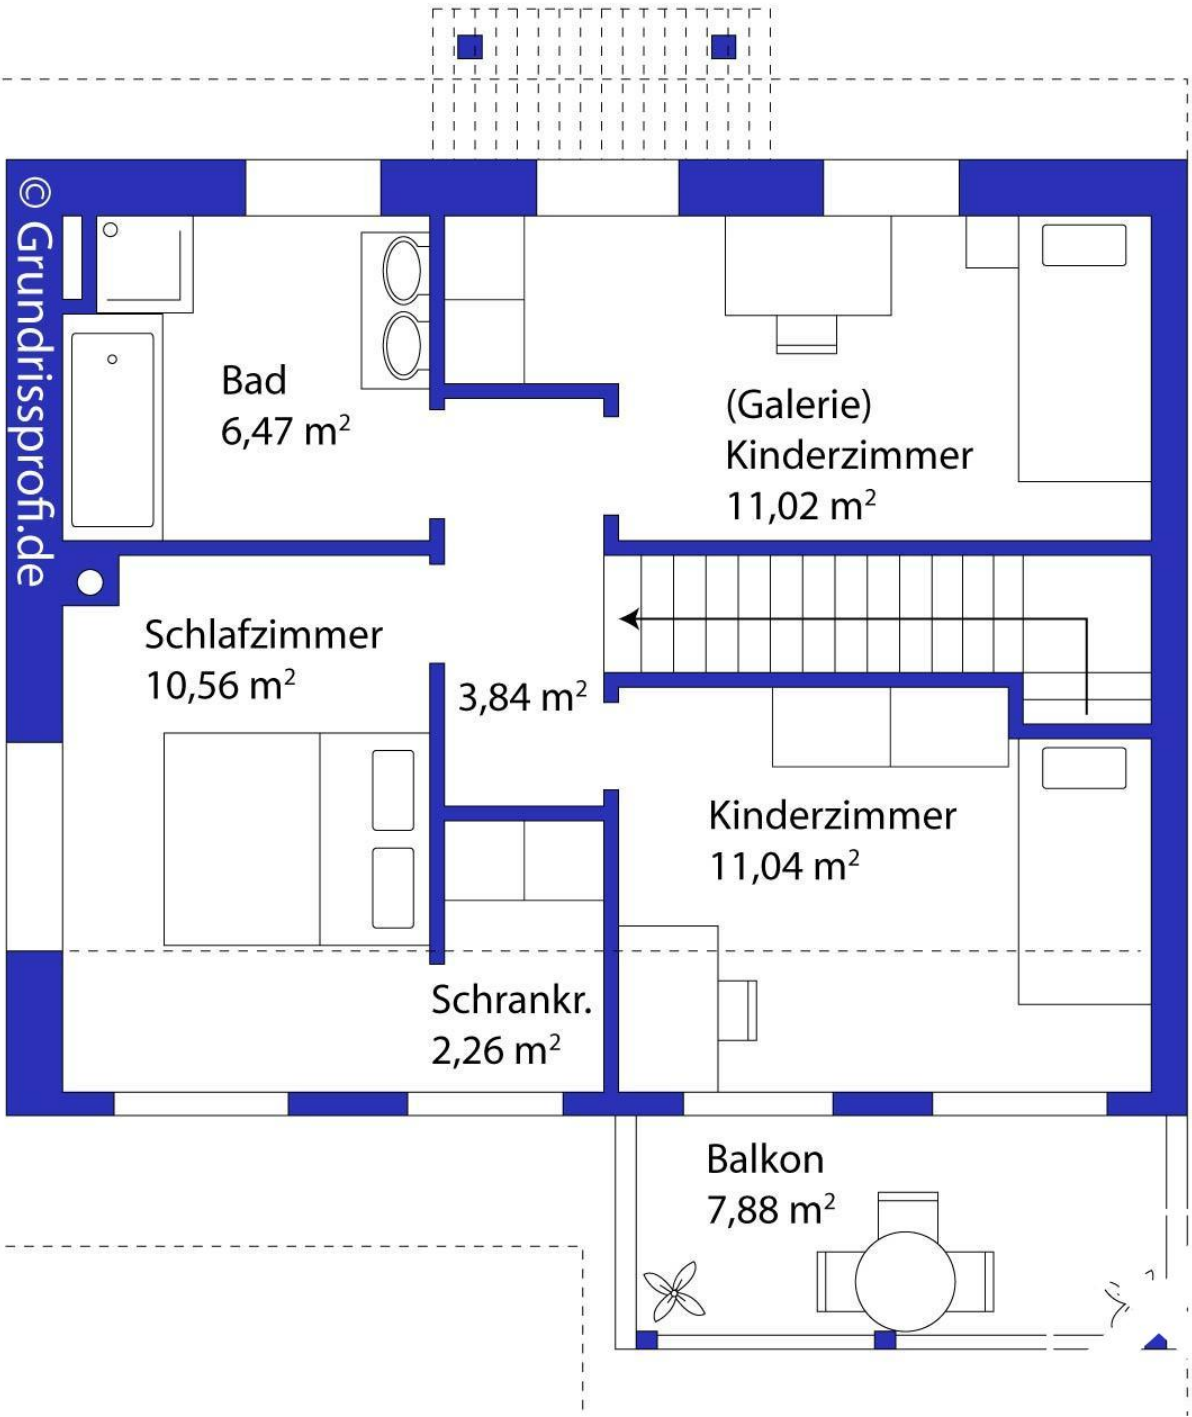 © Grundrissprofi.de
Bad
6,47 m²
(Galerie)
Kinderzimmer
11,02 m²
Schlafzimmer
10,56 m²
3,84 m²
Kinderzimmer
11,04 m²
Schrankr.
2,26 m²
Balkon
7,88 m²